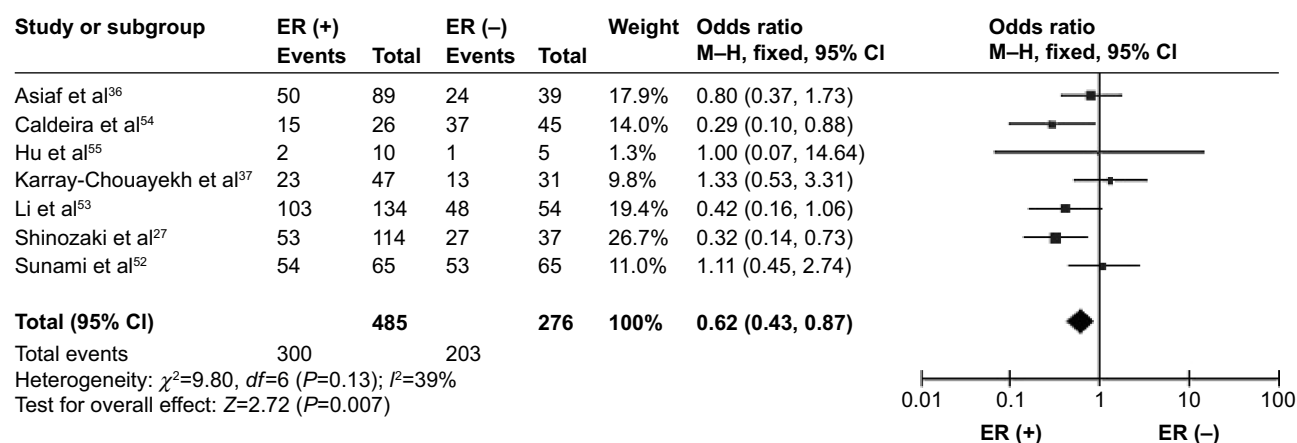 Study or subgroup ER (+) ER (–) Weight Odds ratio Odds ratio
Events Total Events Total M–H, fixed, 95% CI M–H, fixed, 95% CI
Asiaf et al³⁶ 50 89 24 39 17.9% 0.80 (0.37, 1.73)
Caldeira et al⁵⁴ 15 26 37 45 14.0% 0.29 (0.10, 0.88)
Hu et al⁵⁵ 2 10 1 5 1.3% 1.00 (0.07, 14.64)
Karray-Chouayekh et al³⁷ 23 47 13 31 9.8% 1.33 (0.53, 3.31)
Li et al⁵³ 103 134 48 54 19.4% 0.42 (0.16, 1.06)
Shinozaki et al²⁷ 53 114 27 37 26.7% 0.32 (0.14, 0.73)
Sunami et al⁵² 54 65 53 65 11.0% 1.11 (0.45, 2.74)
Total (95% CI) 485 276 100% 0.62 (0.43, 0.87)
Total events 300 203
Heterogeneity: χ²=9.80, df=6 (P=0.13); I²=39%
Test for overall effect: Z=2.72 (P=0.007)
0.01 0.1 1 10 100
ER (+) ER (–)